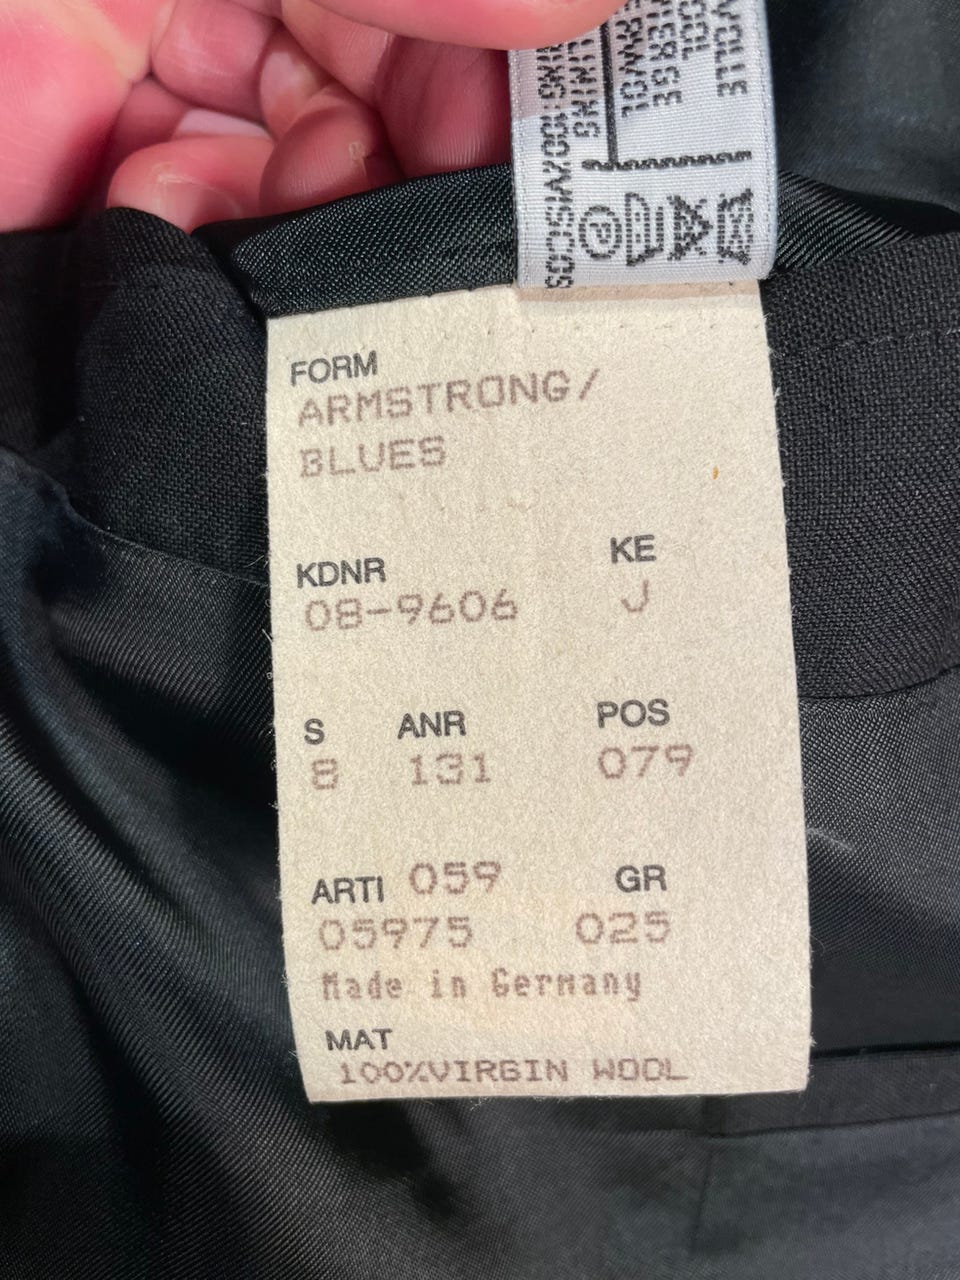 FORM
ARMSTRONG/
BLUES
KDNR KE
08-9606 J
S ANR POS
8 131 079
ARTI 059 GR
05975 025
Made in Germany
MAT
100%VIRGIN WOOL